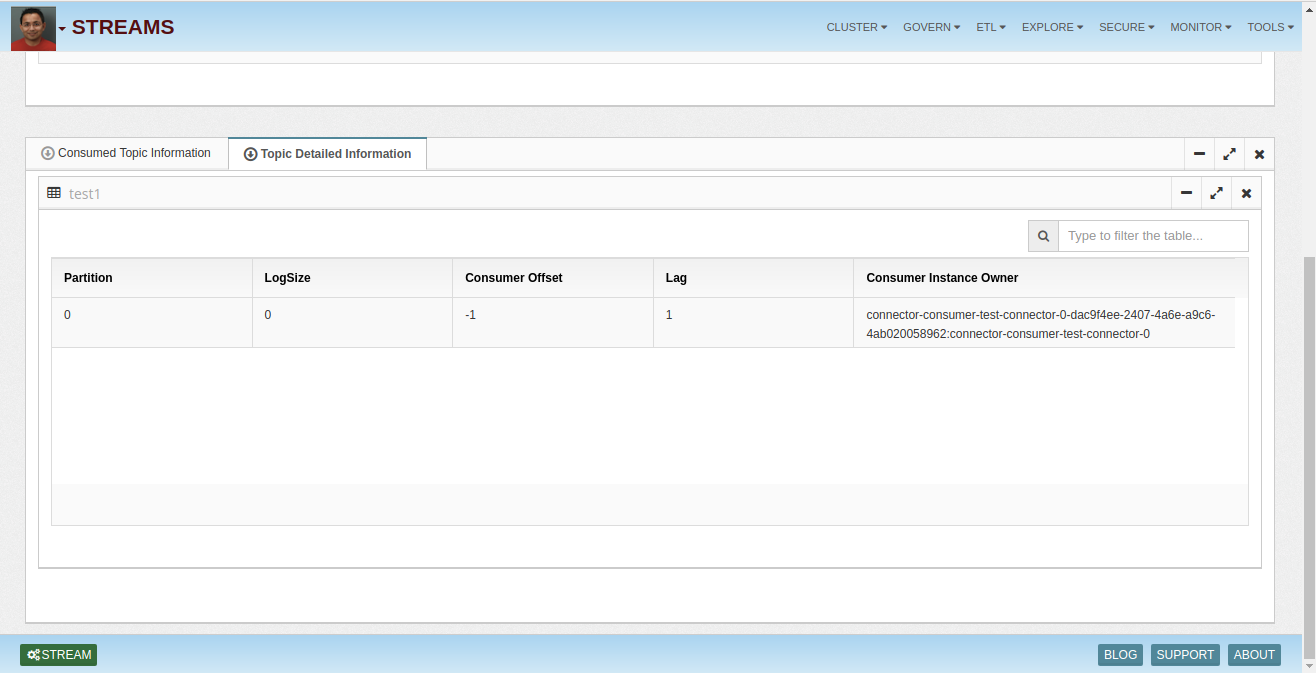 STREAMS
CLUSTER GOVERN ETL EXPLORE SECURE MONITOR TOOLS
Consumed Topic Information Topic Detailed Information
test1
Type to filter the table...
Partition LogSize Consumer Offset Lag Consumer Instance Owner
0 0 -1 1 connector-consumer-test-connector-0-dac9f4ee-2407-4a6e-a9c6-
4ab020058962:connector-consumer-test-connector-0
STREAM BLOG SUPPORT ABOUT